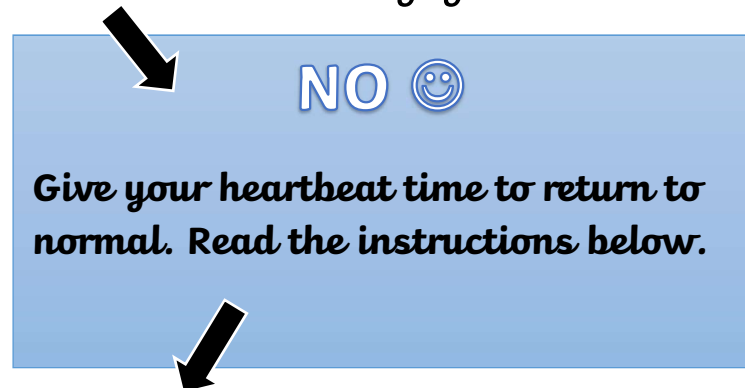 NO ☺
Give your heartbeat time to return to
normal. Read the instructions below.